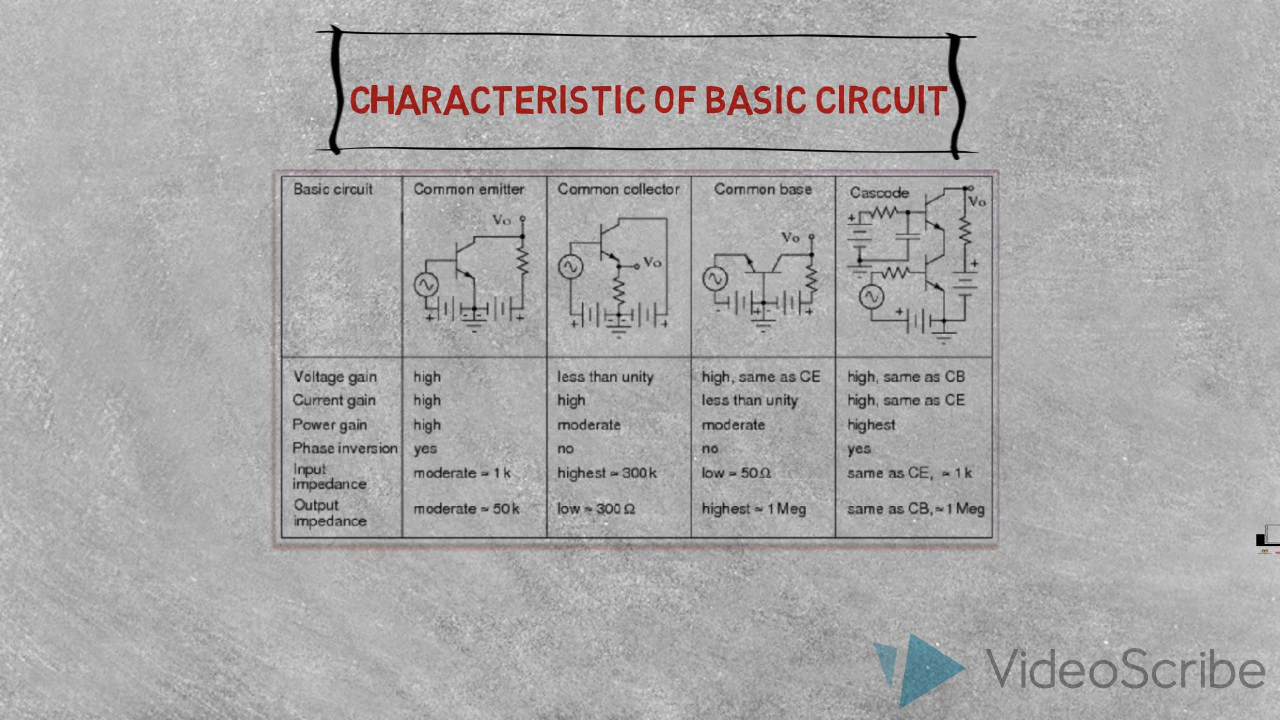 CHARACTERISTIC OF BASIC CIRCUIT
Basic circuit Common emitter Common collector Common base Cascode
Vo Vo Vo Vo
Voltage gain high less than unity high, same as CE high, same as CB
Current gain high high less than unity high, same as CE
Power gain high moderate moderate highest
Phase inversion yes no no yes
Input impedance moderate ≈ 1 k highest ≈ 300 k low ≈ 50 Ω same as CE, ≈ 1 k
Output impedance moderate ≈ 50 k low ≈ 300 Ω highest ≈ 1 Meg same as CB, ≈ 1 Meg
VideoScribe